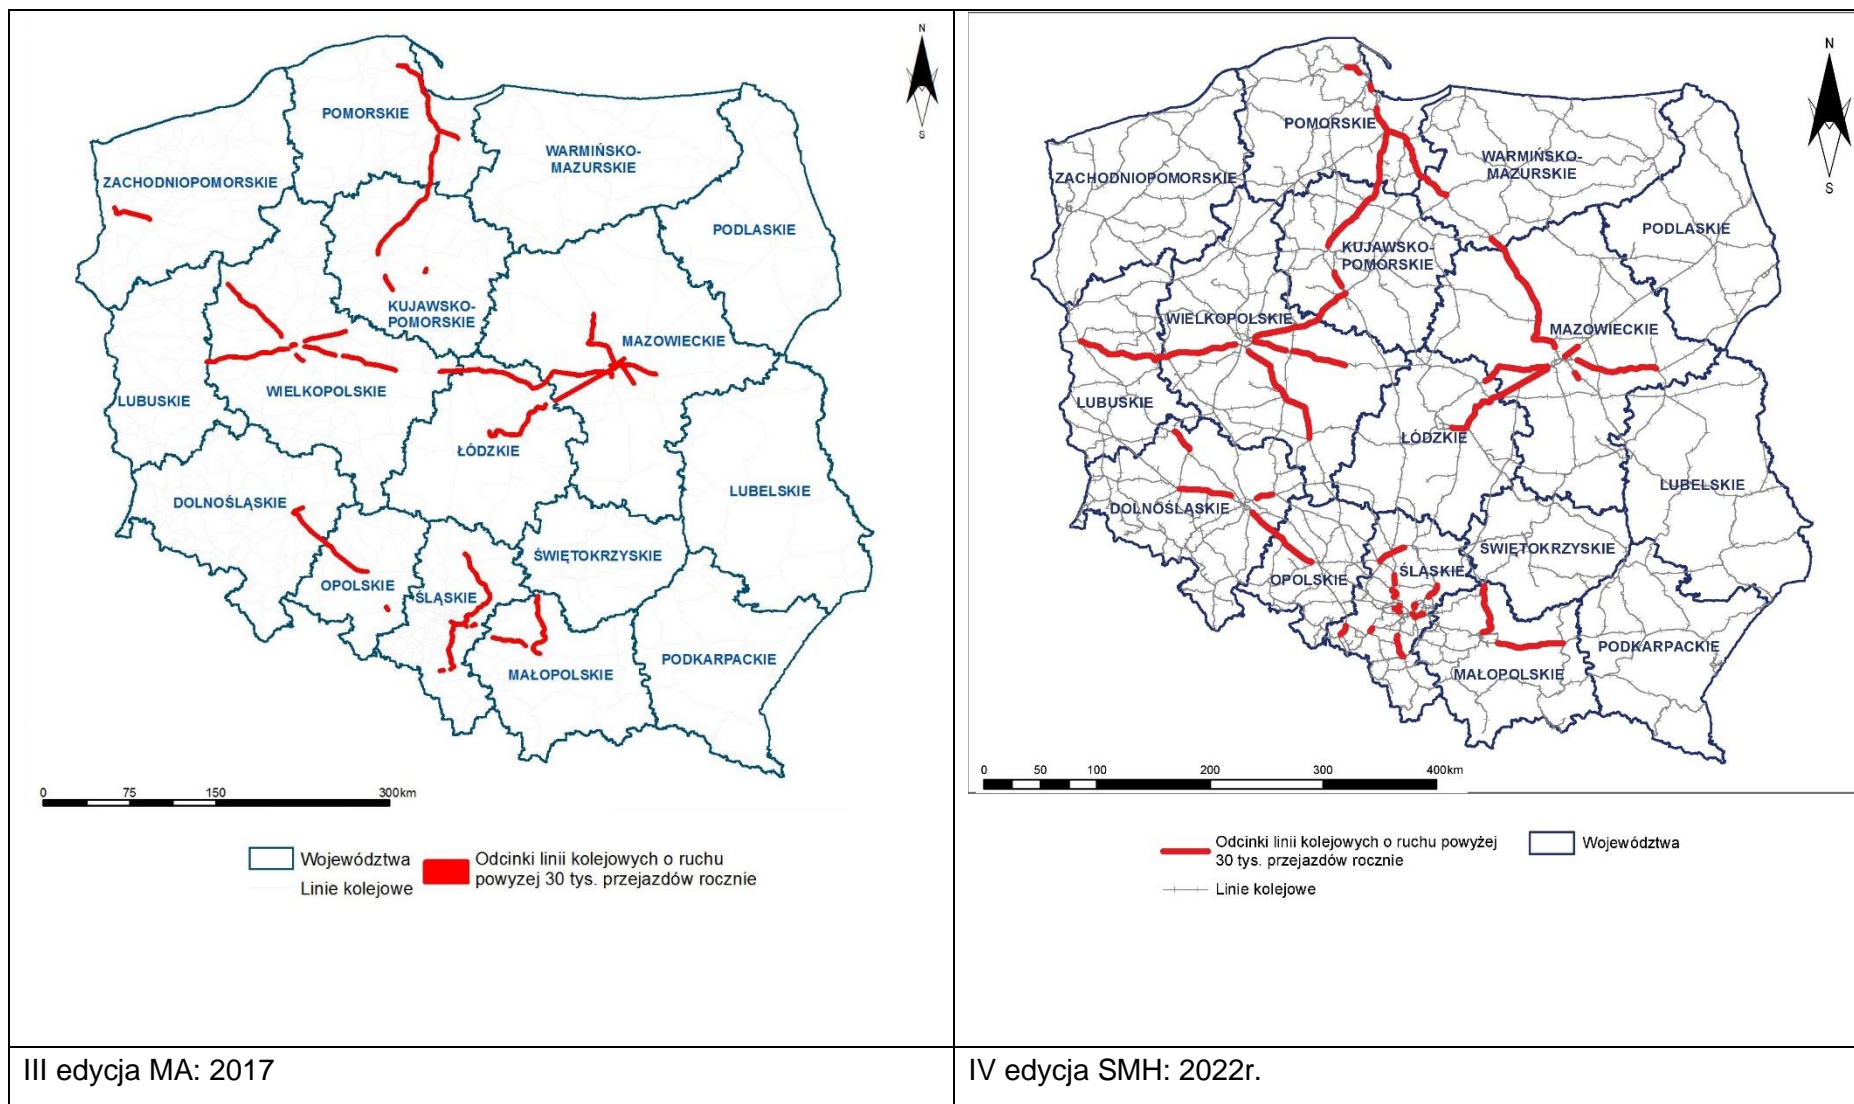 N
S
POMORSKIE
WARMIŃSKO-
MAZURSKIE
ZACHODNIOPOMORSKIE
PODLASKIE
KUJAWSKO-
POMORSKIE
MAZOWIECKIE
WIELKOPOLSKIE
LUBUSKIE
ŁÓDZKIE
LUBELSKIE
DOLNOŚLĄSKIE
ŚWIĘTOKRZYSKIE
OPOLSKIE
ŚLĄSKIE
PODKARPACKIE
MAŁOPOLSKIE
0 75 150 300km
Województwa
Linie kolejowe
Odcinki linii kolejowych o ruchu
powyzej 30 tys. przejazdów rocznie
III edycja MA: 2017
N
S
POMORSKIE
WARMIŃSKO-
MAZURSKIE
ZACHODNIOPOMORSKIE
PODLASKIE
KUJAWSKO-
POMORSKIE
WIELKOPOLSKIE
MAZOWIECKIE
LUBUSKIE
ŁÓDZKIE
LUBELSKIE
DOLNOŚLĄSKIE
ŚWIĘTOKRZYSKIE
OPOLSKIE
ŚLĄSKIE
PODKARPACKIE
MAŁOPOLSKIE
0 50 100 200 300 400km
Odcinki linii kolejowych o ruchu powyżej
30 tys. przejazdów rocznie
Linie kolejowe
Województwa
IV edycja SMH: 2022r.